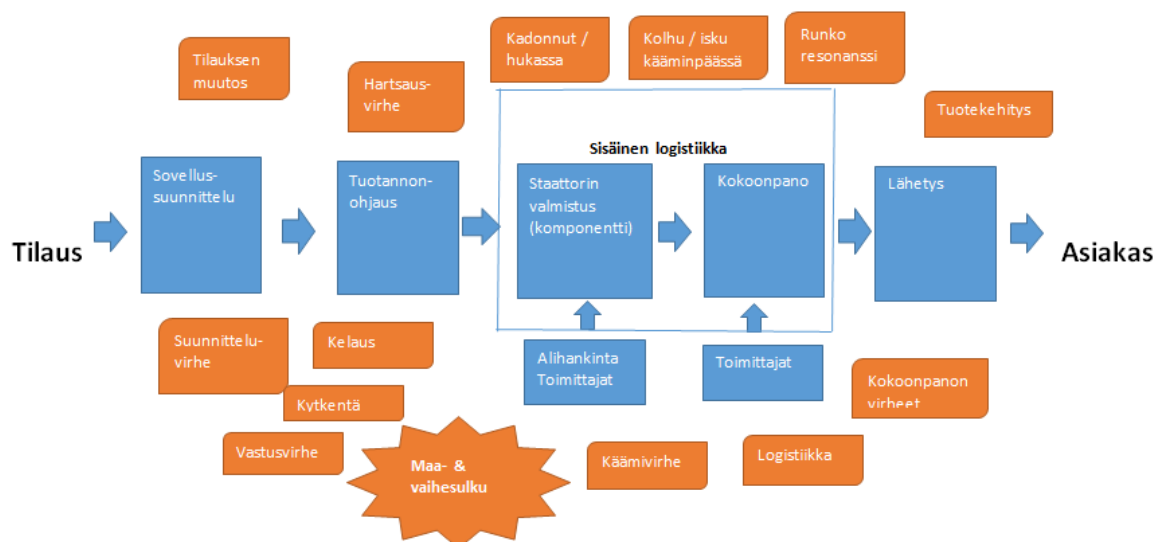 Kadonnut /
hukassa
Kolhu / isku
kääminpäässä
Runko
resonanssi
Tilauksen
muutos
Hartsaus-
virhe
Tuotekehitys
Sisäinen logistiikka
Sovellus-
suunnittelu
Tuotannon-
ohjaus
Staattorin
valmistus
(komponentti)
Kokoonpano
Lähetys
Tilaus
Asiakas
Suunnittelu-
virhe
Kelaus
Alihankinta
Toimittajat
Toimittajat
Kokoonpanon
virheet
Kytkentä
Vastusvirhe
Maa- &
vaihesulku
Käämivirhe
Logistiikka